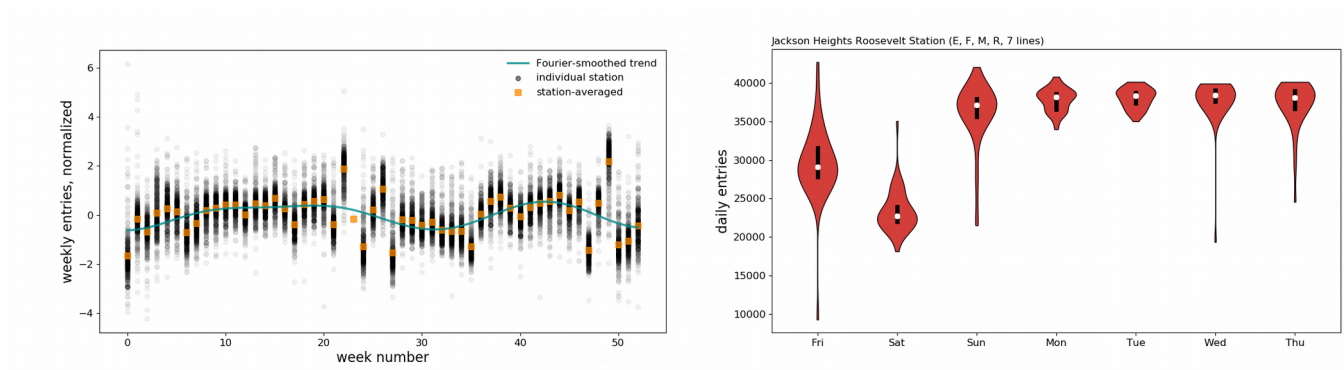 6
4
2
0
−2
−4
weekly entries, normalized
Fourier-smoothed trend
individual station
station-averaged
0
10
20
30
40
50
week number
Jackson Heights Roosevelt Station (E, F, M, R, 7 lines)
40000
35000
30000
25000
20000
15000
10000
daily entries
Fri
Sat
Sun
Mon
Tue
Wed
Thu